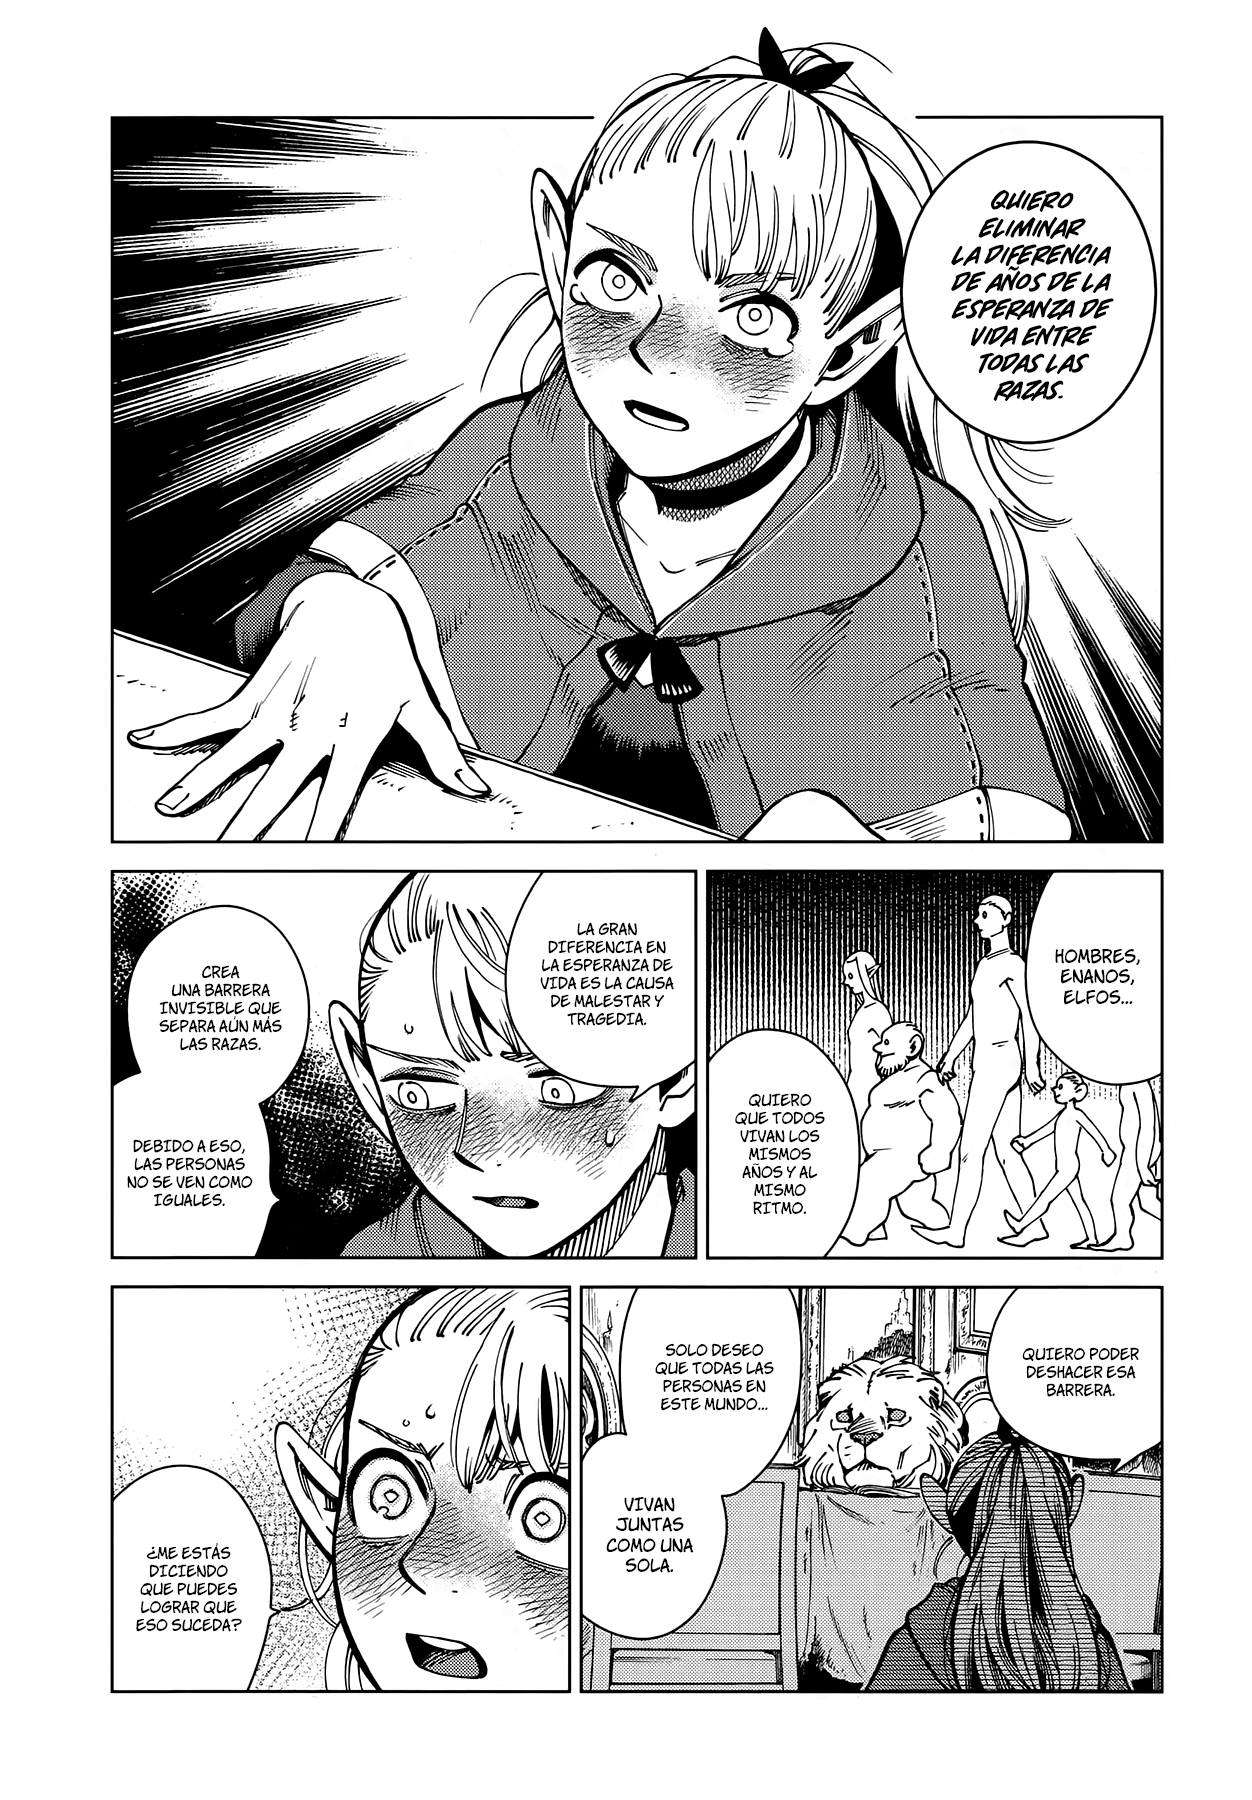 QUIERO
ELIMINAR
LA DIFERENCIA
DE AÑOS DE LA
ESPERANZA DE
VIDA ENTRE
TODAS LAS
RAZAS.
HOMBRES,
ENANOS,
ELFOS...
QUIERO
QUE TODOS
VIVAN LOS
MISMOS
AÑOS Y AL
MISMO
RITMO.
LA GRAN
DIFERENCIA EN
LA ESPERANZA DE
VIDA ES LA CAUSA
DE MALESTAR Y
TRAGEDIA.
CREA
UNA BARRERA
INVISIBLE QUE
SEPARA AÚN MÁS
LAS RAZAS.
DEBIDO A ESO,
LAS PERSONAS
NO SE VEN COMO
IGUALES.
QUIERO PODER
DESHACER ESA
BARRERA.
SOLO DESEO
QUE TODAS LAS
PERSONAS EN
ESTE MUNDO...
VIVAN
JUNTAS
COMO UNA
SOLA.
¿ME ESTÁS
DICIENDO
QUE PUEDES
LOGRAR QUE
ESO SUCEDA?